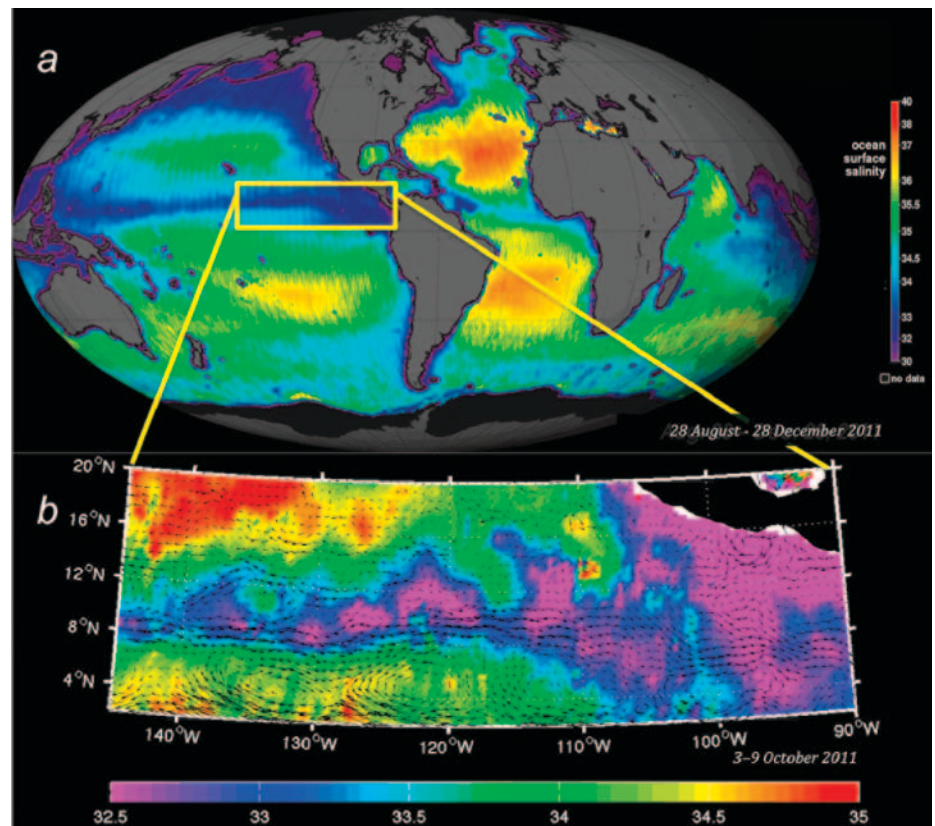 a
40
38
37
36
35.5
35
34.5
34
33
32
30
ocean
surface
salinity
no data
28 August - 28 December 2011
b
20°N
16°N
12°N
8°N
4°N
140°W
130°W
120°W
110°W
100°W
90°W
3–9 October 2011
32.5
33
33.5
34
34.5
35